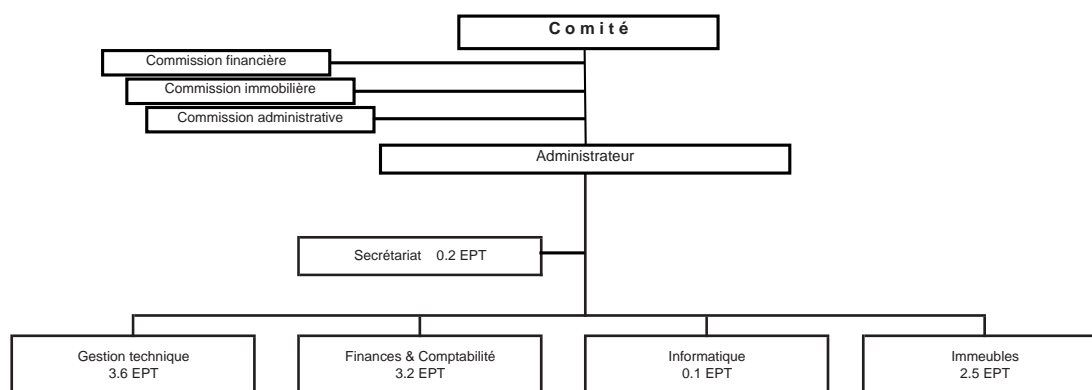 Comité
Commission financière
Commission immobilière
Commission administrative
Administrateur
Secrétariat 0.2 EPT
Gestion technique
3.6 EPT
Finances & Comptabilité
3.2 EPT
Informatique
0.1 EPT
Immeubles
2.5 EPT